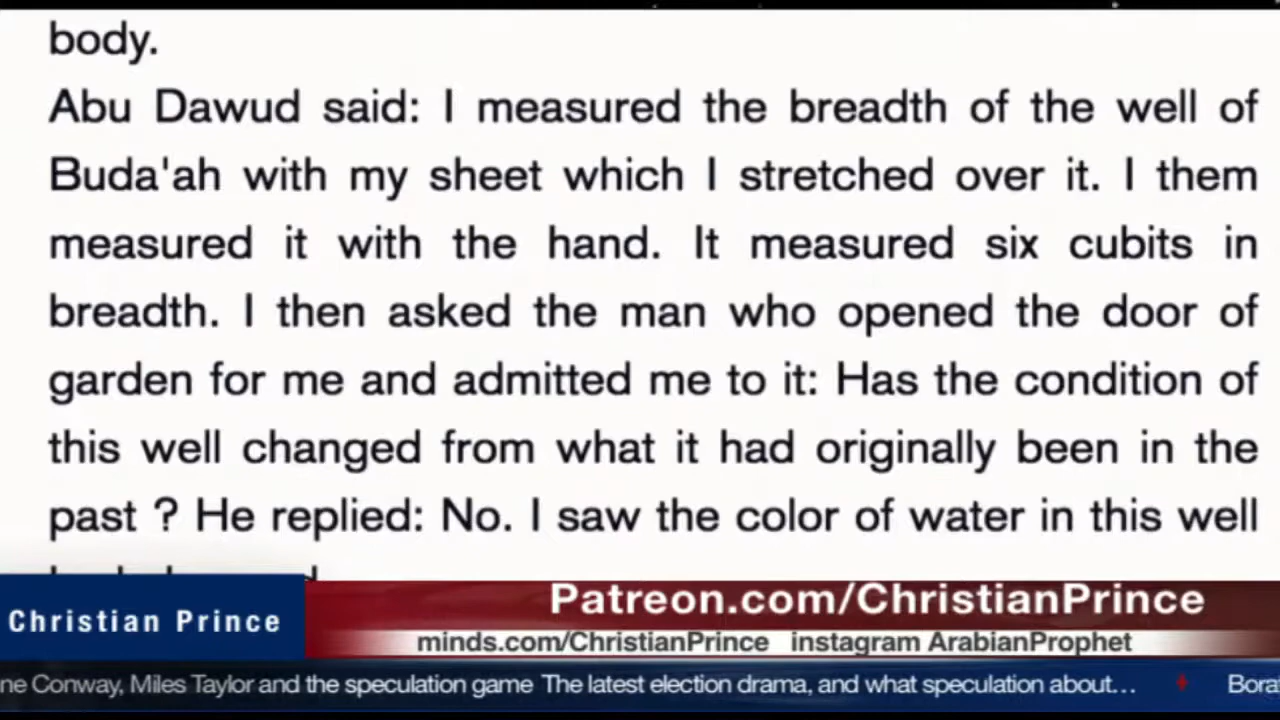 body.
Abu Dawud said: I measured the breadth of the well of
Buda'ah with my sheet which I stretched over it. I them
measured it with the hand. It measured six cubits in
breadth. I then asked the man who opened the door of
garden for me and admitted me to it: Has the condition of
this well changed from what it had originally been in the
past ? He replied: No. I saw the color of water in this well
Christian Prince
Patreon.com/ChristianPrince
minds.com/ChristianPrince instagram ArabianProphet
ne Conway, Miles Taylor and the speculation game The latest election drama, and what speculation about... Bora